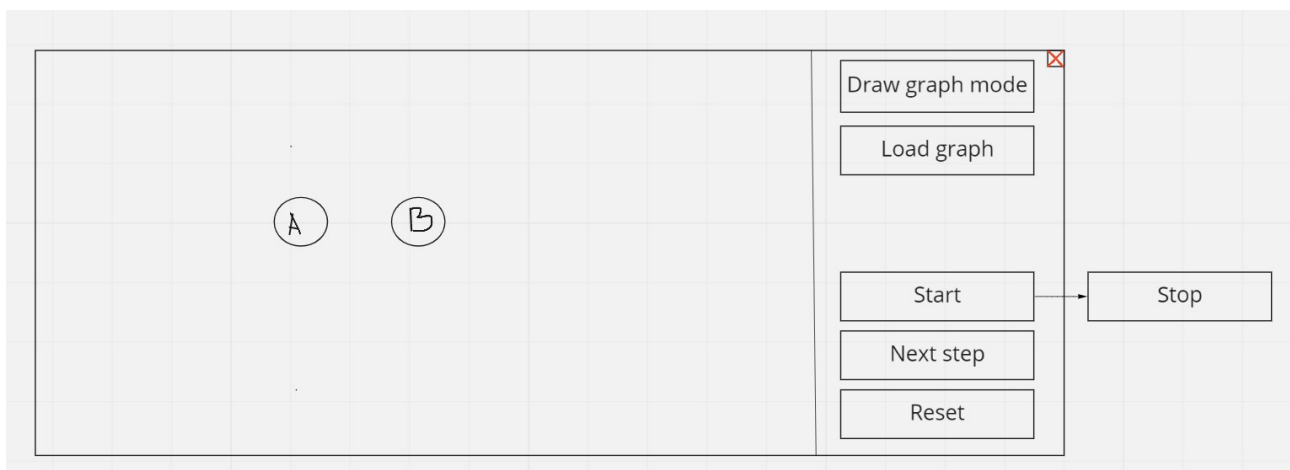 A
B
Draw graph mode
Load graph
Start
Stop
Next step
Reset